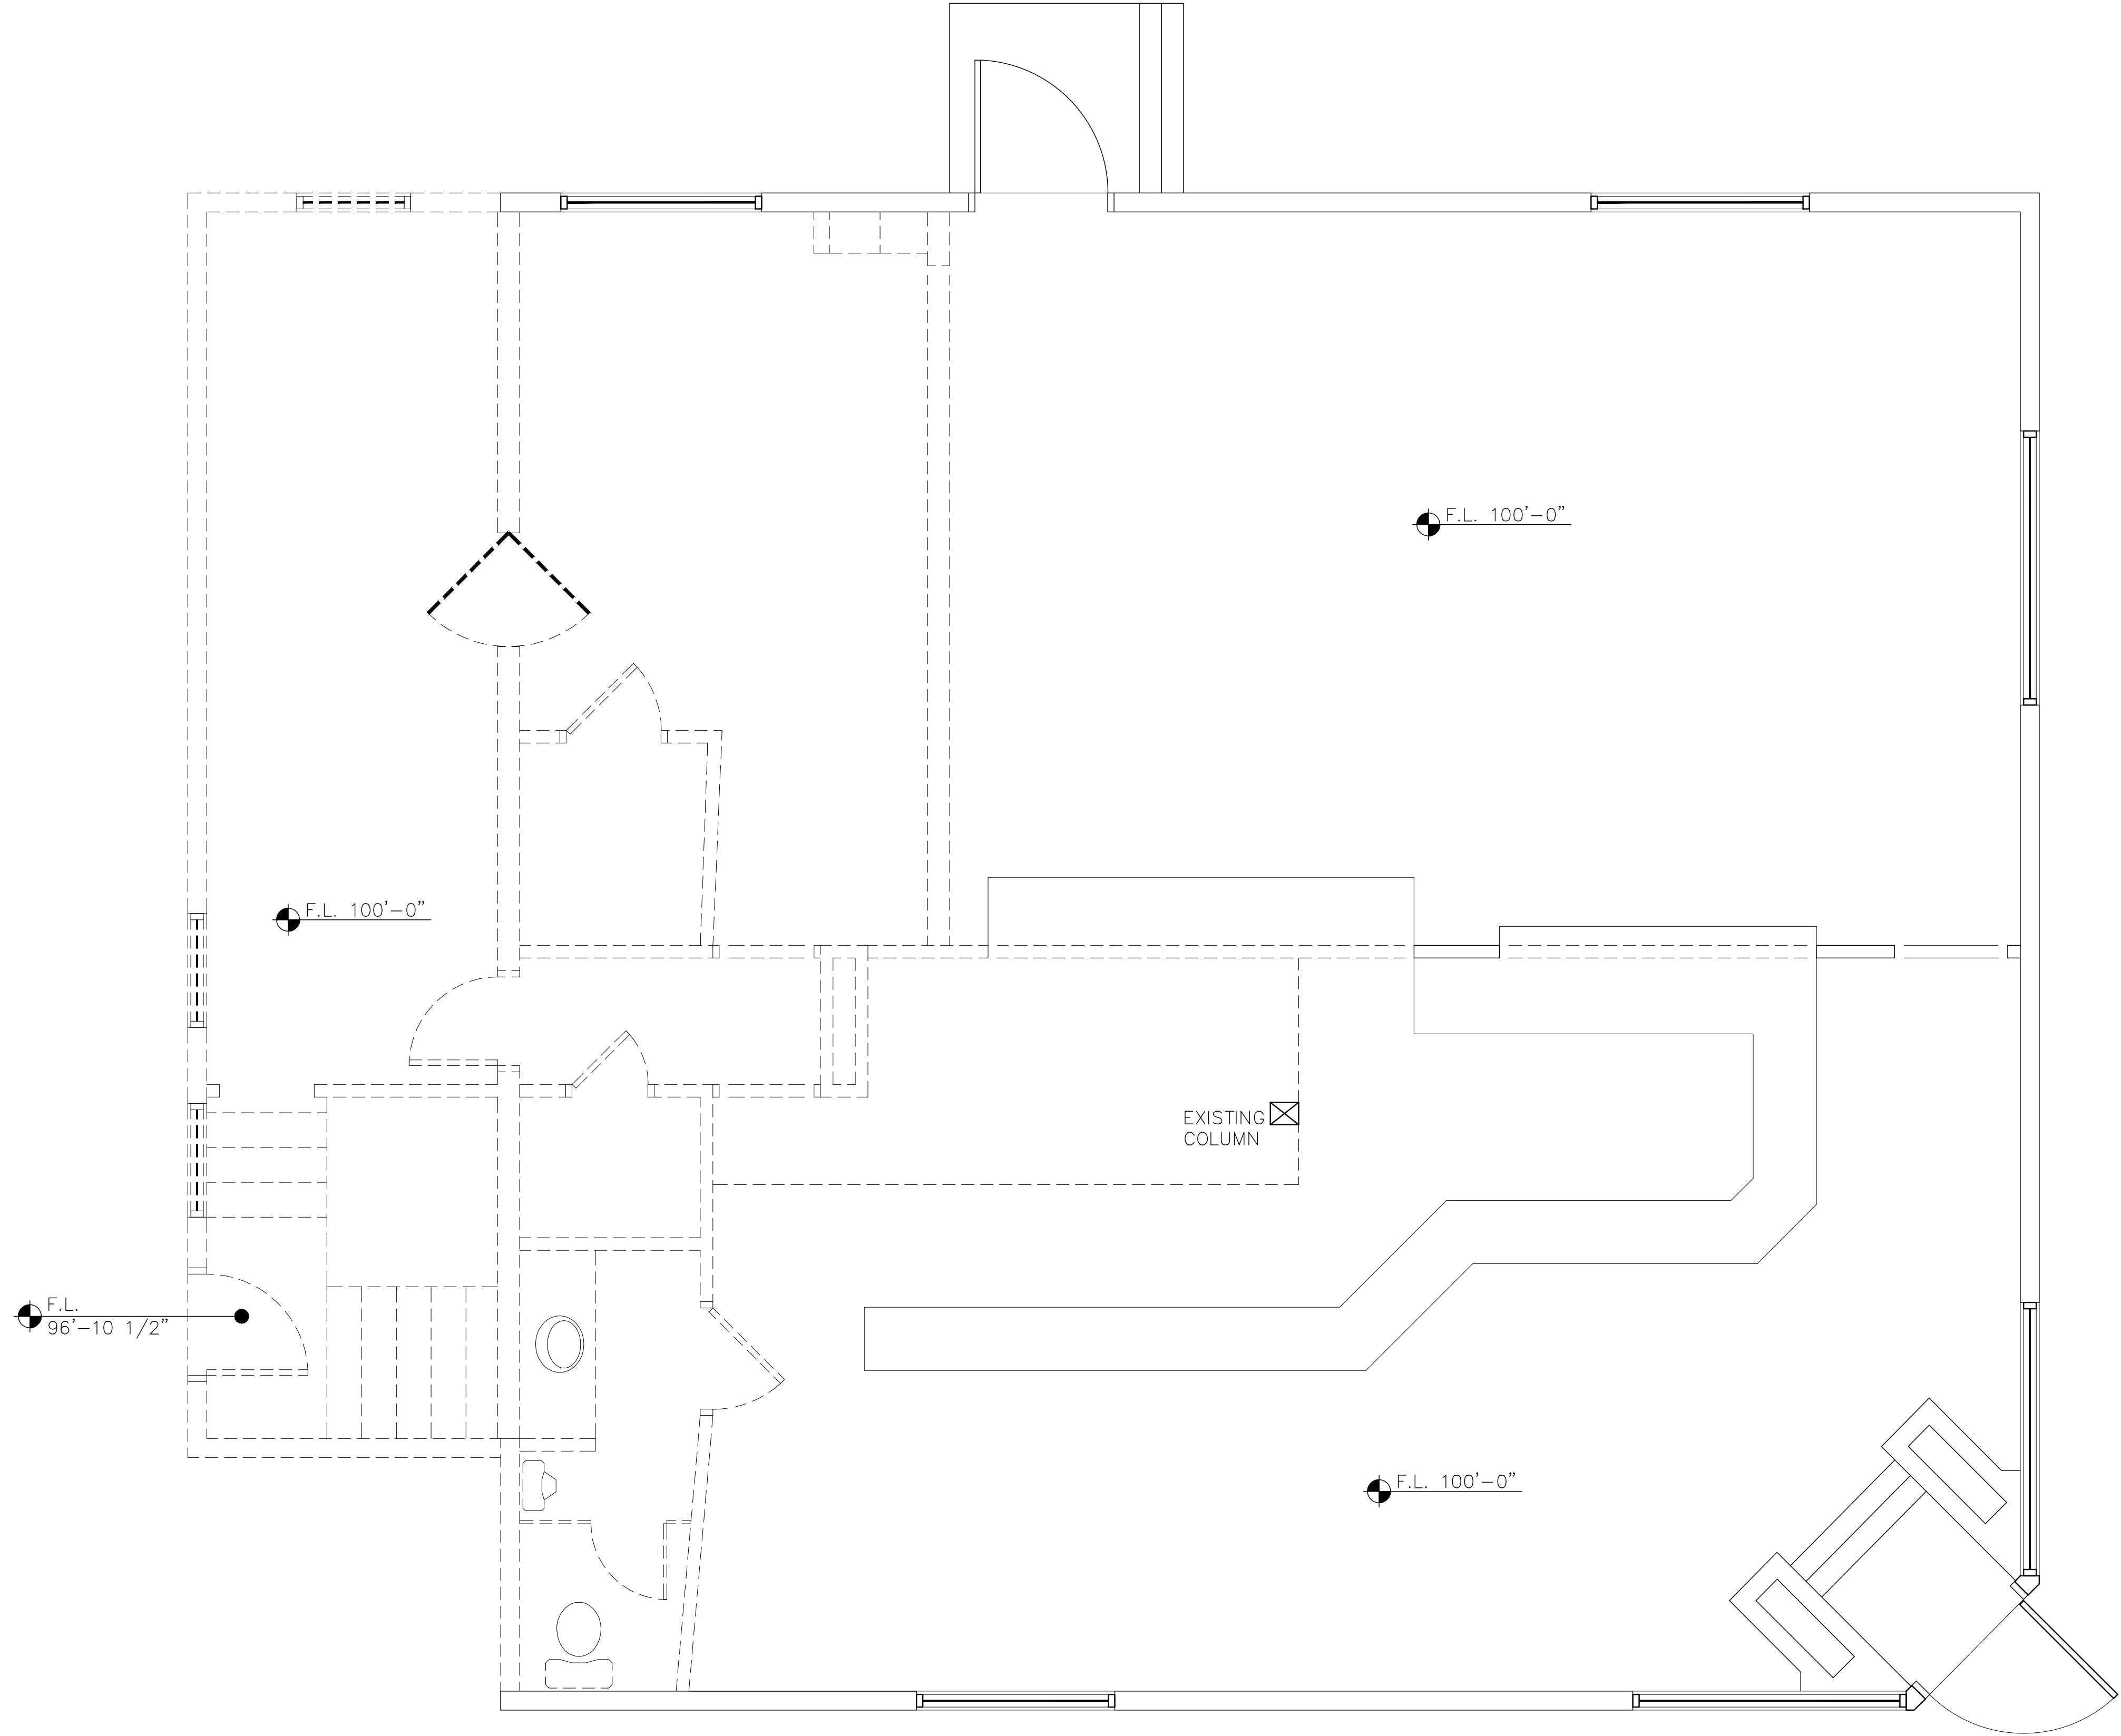 F.L. 100'-0"
F.L. 100'-0"
EXISTING
COLUMN
F.L.
96'-10 1/2"
F.L. 100'-0"